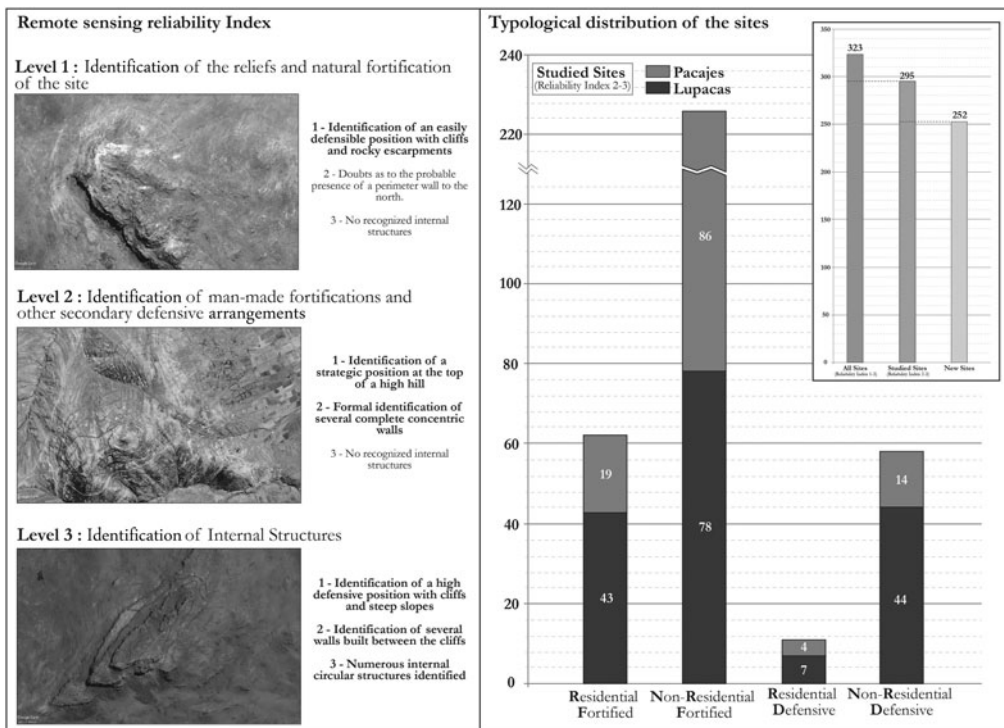 Remote sensing reliability Index
Level 1 : Identification of the reliefs and natural fortification
of the site
1 - Identification of an easily
defensible position with cliffs
and rocky escarpments
2 - Doubts as to the probable
presence of a perimeter wall to the
north.
3 - No recognized internal
structures
Level 2 : Identification of man-made fortifications and
other secondary defensive arrangements
1 - Identification of a
strategic position at the top
of a high hill
2 - Formal identification of
several complete concentric
walls
3 - No recognized internal
structures
Level 3 : Identification of Internal Structures
1 - Identification of a high
defensive position with cliffs
and steep slopes
2 - Identification of several
walls built between the cliffs
3 - Numerous internal
circular structures identified
Typological distribution of the sites
240
220
120
100
80
60
40
20
0
Studied Sites
(Reliability Index 2-3)
Pacajes
Lupacas
19
43
86
78
4
7
14
44
Residential
Fortified
Non-Residential
Fortified
Residential
Defensive
Non-Residential
Defensive
350
300
250
200
150
100
50
0
323
295
252
All Sites
Studied Sites
New Sites